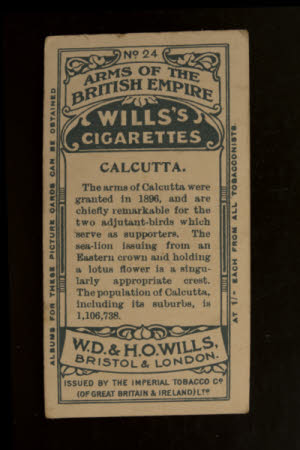 No 24
ARMS OF THE
BRITISH EMPIRE
WILLS'S
CIGARETTES
CALCUTTA.
The arms of Calcutta were
granted in 1896, and are
chiefly remarkable for the
two adjutant-birds which
serve as supporters. The
sea-lion issuing from an
Eastern crown and holding
a lotus flower is a singu-
larly appropriate crest.
The population of Calcutta,
including its suburbs, is
1,106,738.
W.D. & H.O. WILLS,
BRISTOL & LONDON.
ISSUED BY THE IMPERIAL TOBACCO Co
(OF GREAT BRITAIN & IRELAND) LTD
ALBUMS FOR THESE PICTURE CARDS CAN BE OBTAINED
AT 1/- EACH FROM ALL TOBACCONISTS.